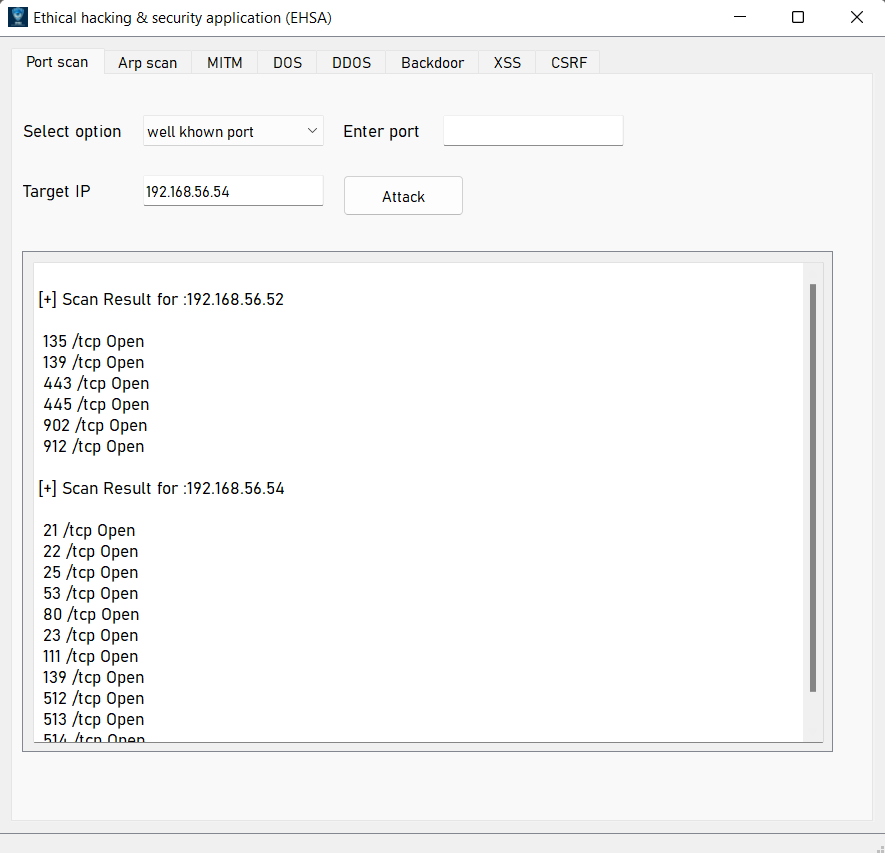 Ethical hacking & security application (EHSA)
Port scan Arp scan MITM DOS DDOS Backdoor XSS CSRF
Select option well khown port Enter port
Target IP 192.168.56.54 Attack
[+] Scan Result for :192.168.56.52
135 /tcp Open
139 /tcp Open
443 /tcp Open
445 /tcp Open
902 /tcp Open
912 /tcp Open
[+] Scan Result for :192.168.56.54
21 /tcp Open
22 /tcp Open
25 /tcp Open
53 /tcp Open
80 /tcp Open
23 /tcp Open
111 /tcp Open
139 /tcp Open
512 /tcp Open
513 /tcp Open
514 /tcp Open